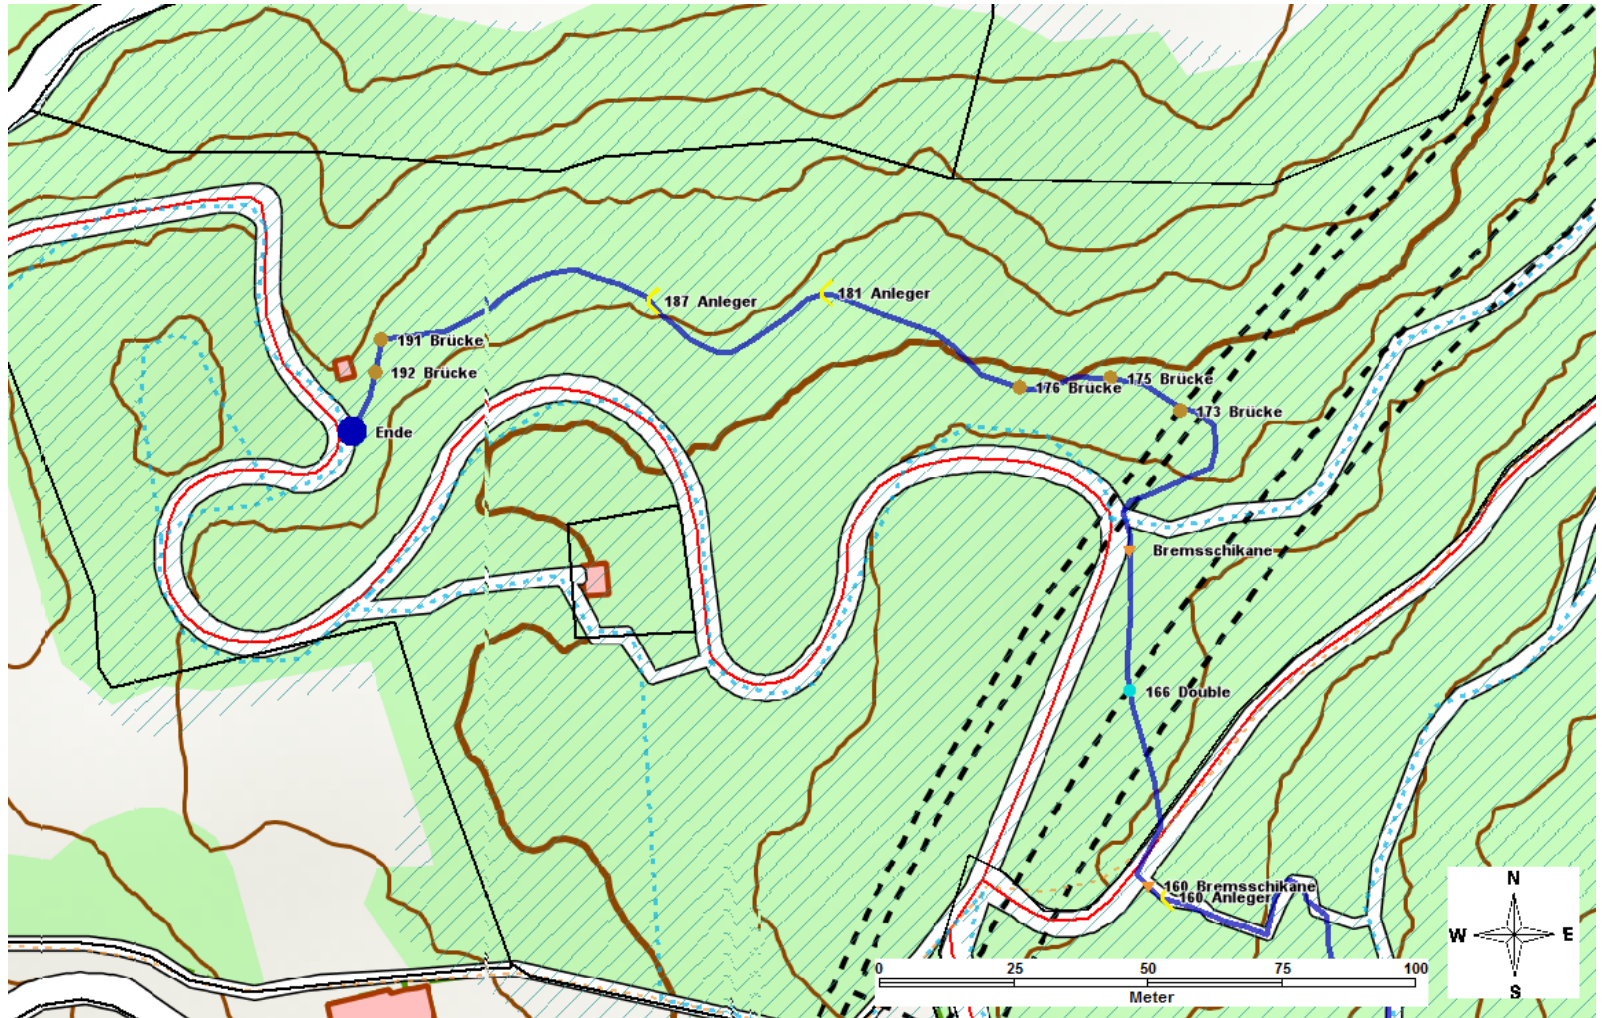 187 Anleger
181 Anleger
191 Brücke
192 Brücke
176 Brücke
175 Brücke
173 Brücke
Ende
Bremsschikane
166 Double
160 Bremsschikane
160 Anleger
N
W E
S
0 25 50 75 100
Meter